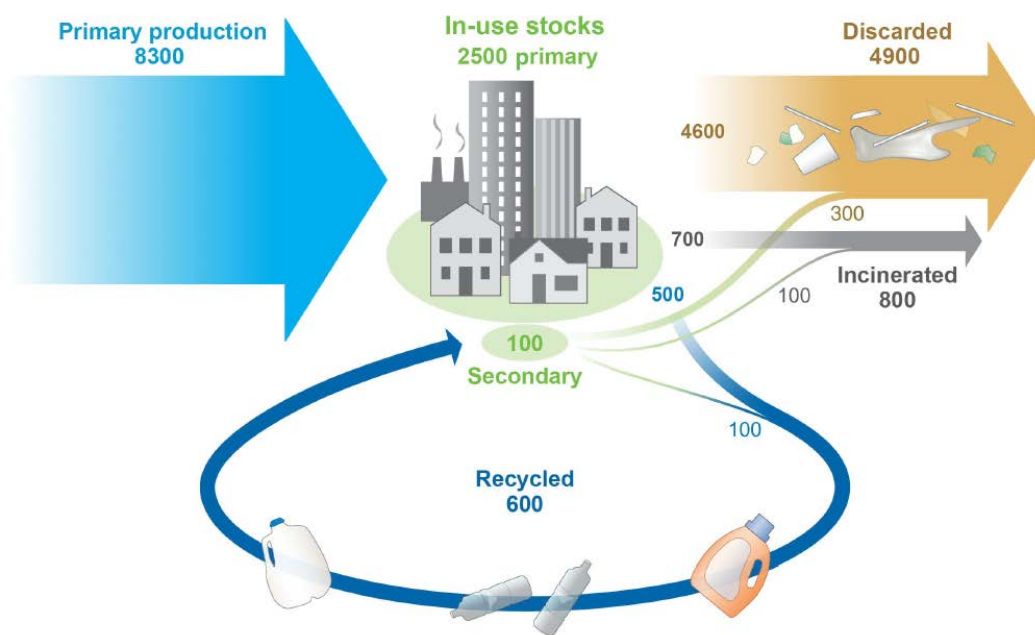 Primary production
8300
In-use stocks
2500 primary
Discarded
4900
4600
300
700
Incinerated
800
500
100
100
Secondary
100
Recycled
600